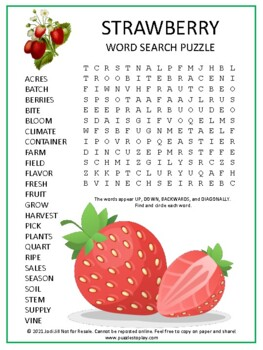 STRAWBERRY
WORD SEARCH PUZZLE
T C R S T N A L P F M J H B L
T R O O B I T E B R A C E N I
F I W N V H F R A U T C B E O
S P S O T A A F A A J L R U S
B E E P R A L R B U O U D E O
S D A I S G I F V O Q E L M S
W F S B F U G N M E T A E L F
I P O V R O P Q E A S T I E R
D I N C U Z E P M R S T F F E
S C H M I Z G I L Y S R C Z S
F K K P T C L U R Y U Q A F H
B V I N E C H S E I R R E B C
ACRES
BATCH
BERRIES
BITE
BLOOM
CLIMATE
CONTAINER
FARM
FIELD
FLAVOR
FRESH
FRUIT
GROW
HARVEST
PICK
PLANTS
QUART
RIPE
SALES
SEASON
SOIL
STEM
SUPPLY
VINE
The words appear UP, DOWN, BACKWARDS, and DIAGONALLY.
Find and circle each word.
© 2021 Jodi Jill Not for Resale. Cannot be reposted online. Feel free to copy on paper and share!
www.puzzlestoplay.com